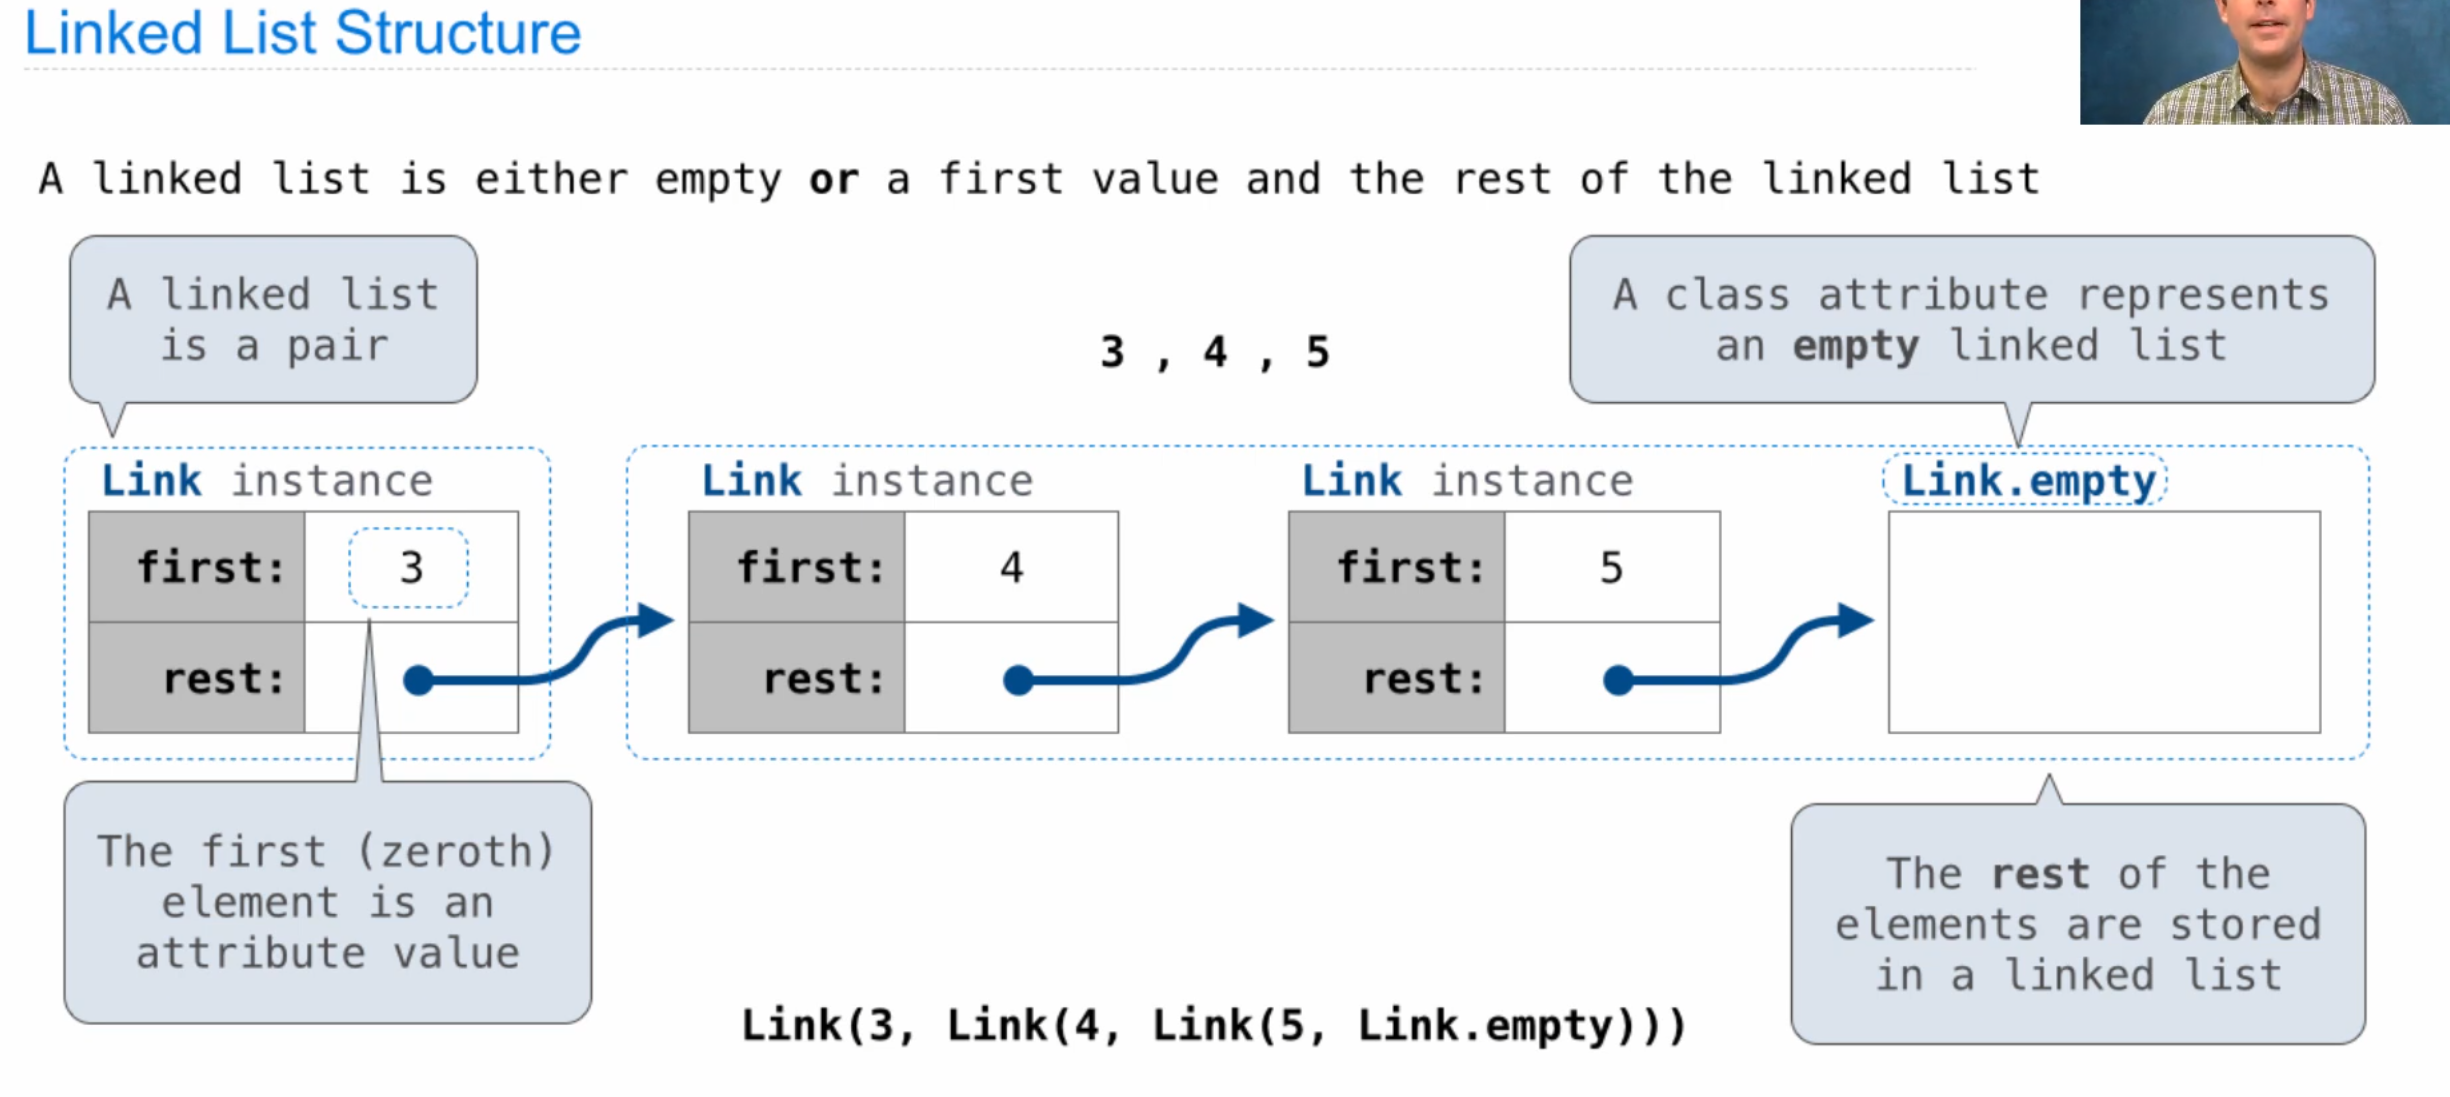 Linked List Structure
A linked list is either empty or a first value and the rest of the linked list
A linked list
is a pair
3 , 4 , 5
A class attribute represents
an empty linked list
Link instance
first: 3
rest:
Link instance
first: 4
rest:
Link instance
first: 5
rest:
Link.empty
The first (zeroth)
element is an
attribute value
The rest of the
elements are stored
in a linked list
Link(3, Link(4, Link(5, Link.empty)))